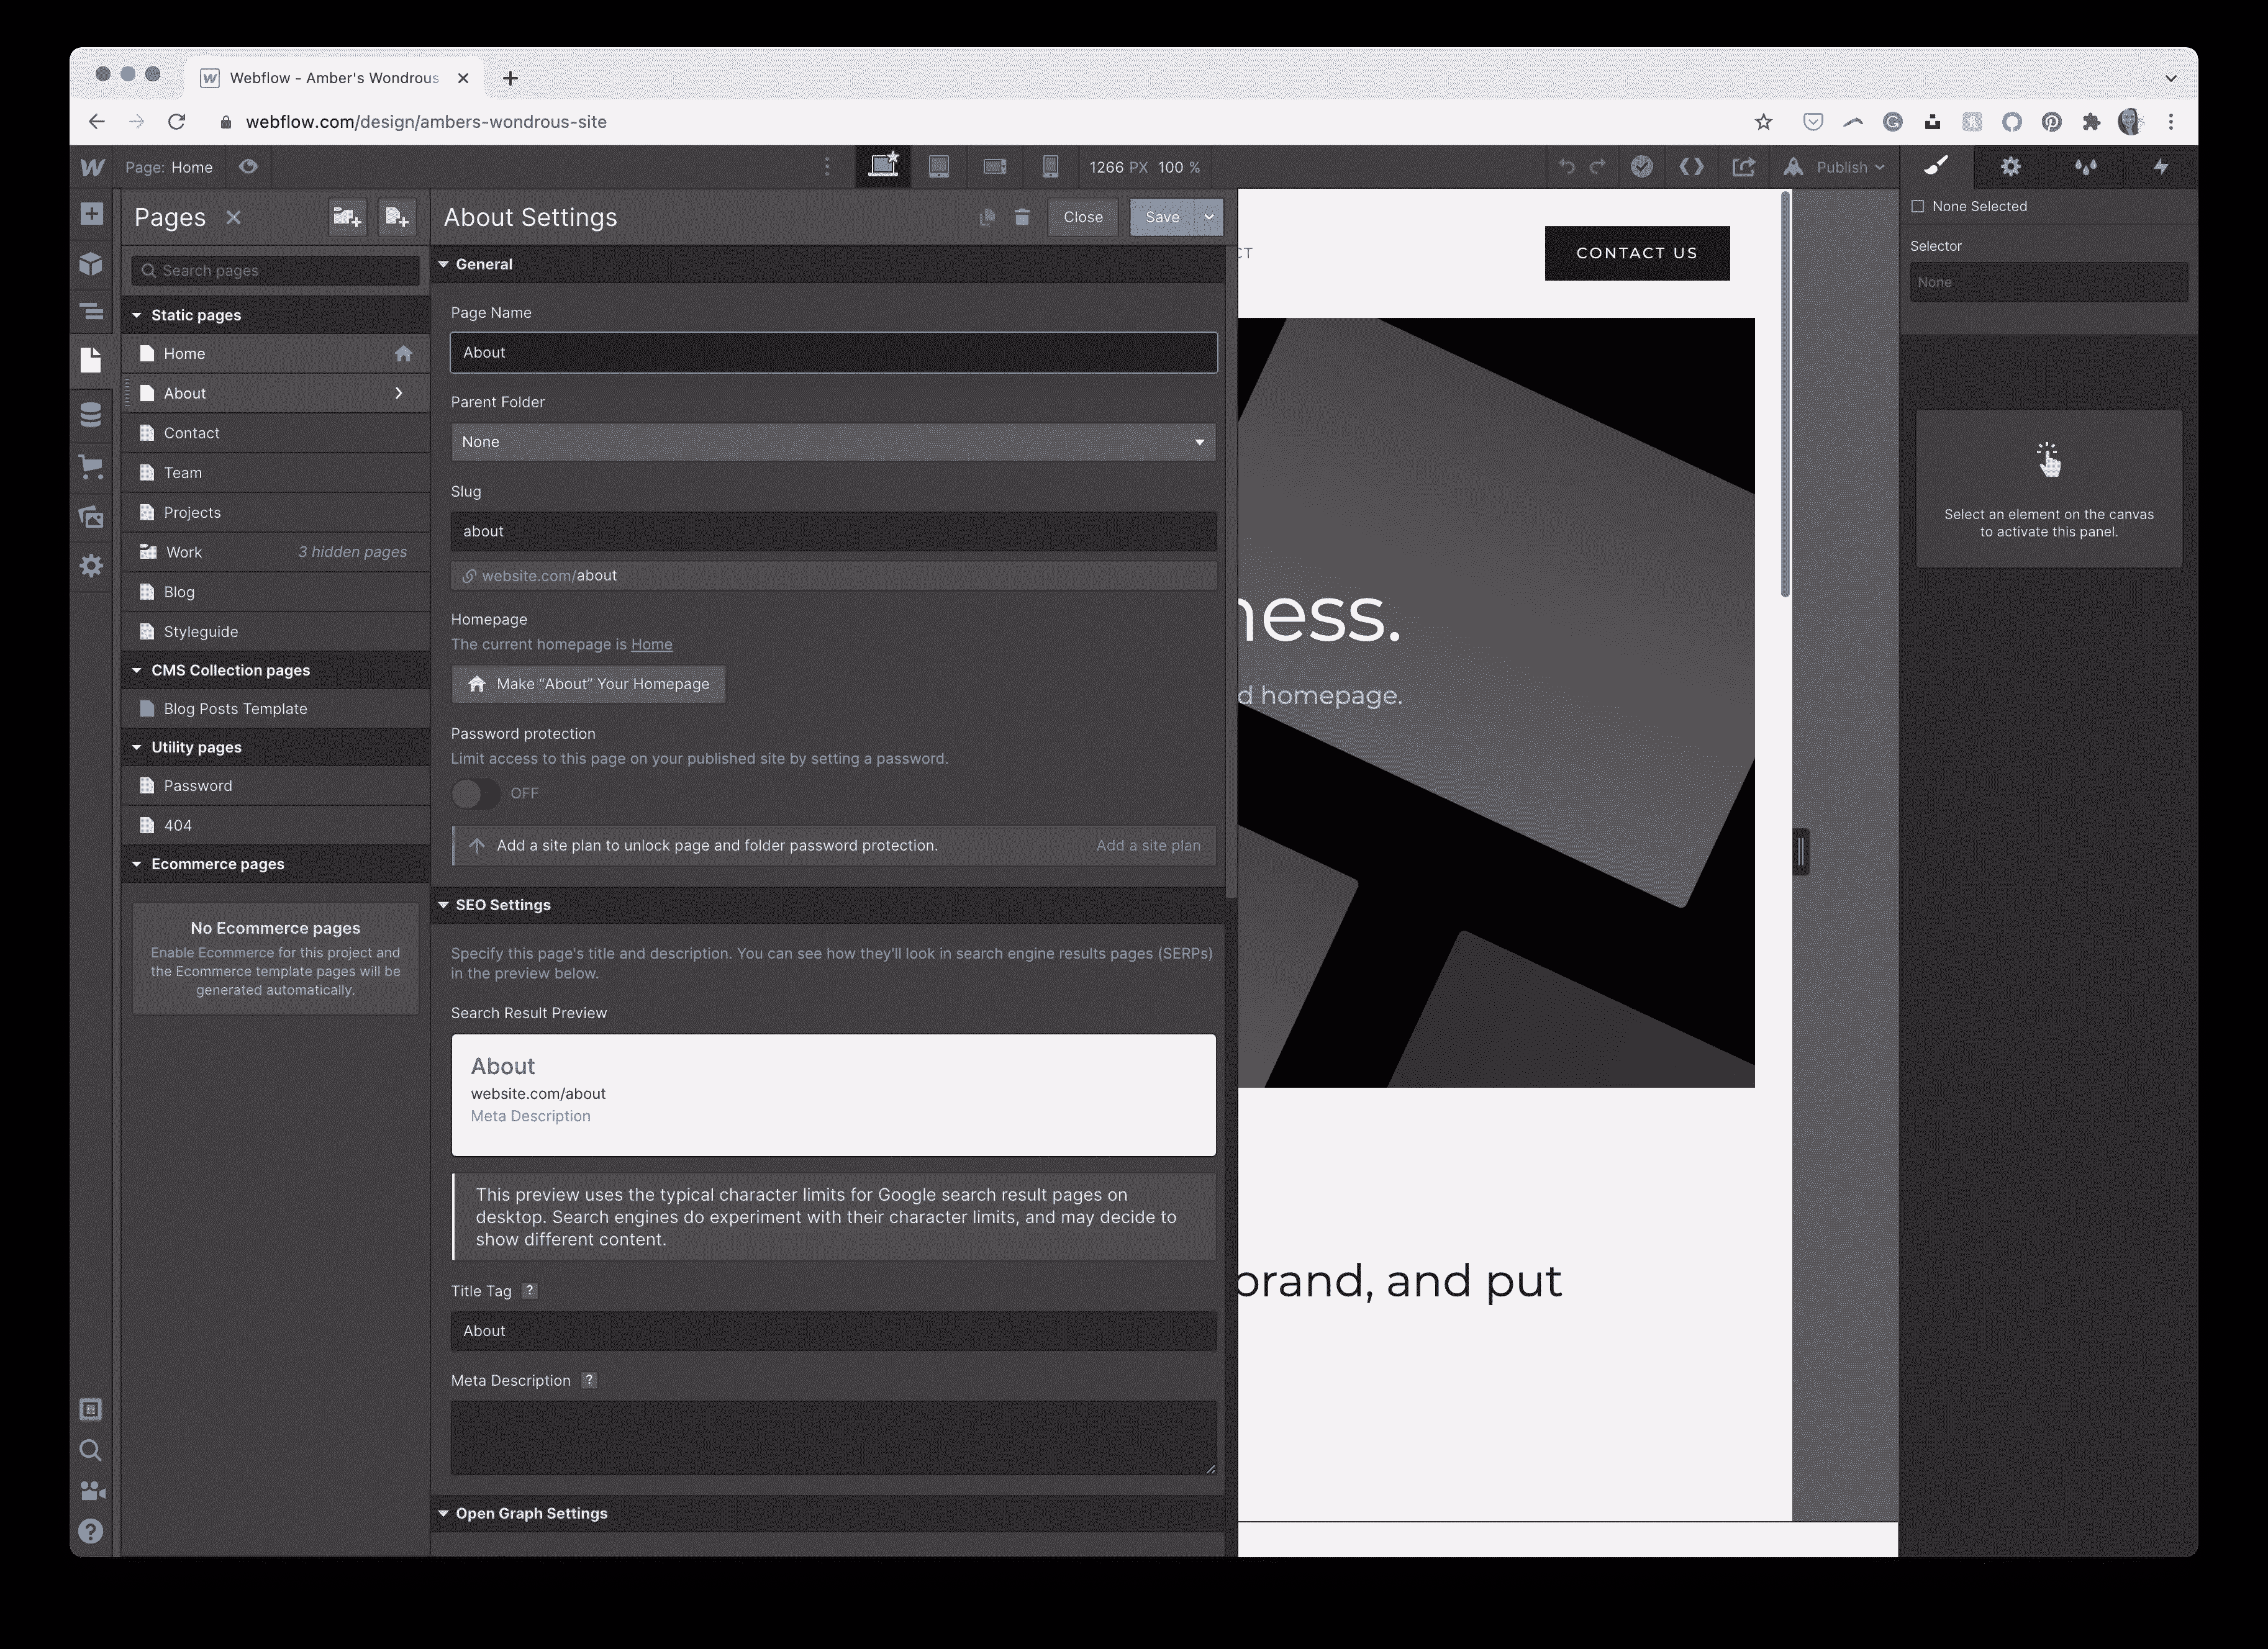 Webflow - Amber's Wondrous
webflow.com/design/ambers-wondrous-site
Page: Home
1266 PX 100 %
Publish
Pages
About Settings
Close
Save
Search pages
Static pages
Home
About
Contact
Team
Projects
Work 3 hidden pages
Blog
Styleguide
CMS Collection pages
Blog Posts Template
Utility pages
Password
404
Ecommerce pages
No Ecommerce pages
Enable Ecommerce for this project and
the Ecommerce template pages will be
generated automatically.
General
Page Name
About
Parent Folder
None
Slug
about
website.com/about
Homepage
The current homepage is Home
Make “About” Your Homepage
Password protection
Limit access to this page on your published site by setting a password.
OFF
Add a site plan to unlock page and folder password protection. Add a site plan
SEO Settings
Specify this page's title and description. You can see how they'll look in search engine results pages (SERPs)
in the preview below.
Search Result Preview
About
website.com/about
Meta Description
This preview uses the typical character limits for Google search result pages on
desktop. Search engines do experiment with their character limits, and may decide to
show different content.
Title Tag ?
About
Meta Description ?
Open Graph Settings
CT
CONTACT US
ness.
d homepage.
brand, and put
None Selected
Selector
None
Select an element on the canvas
to activate this panel.